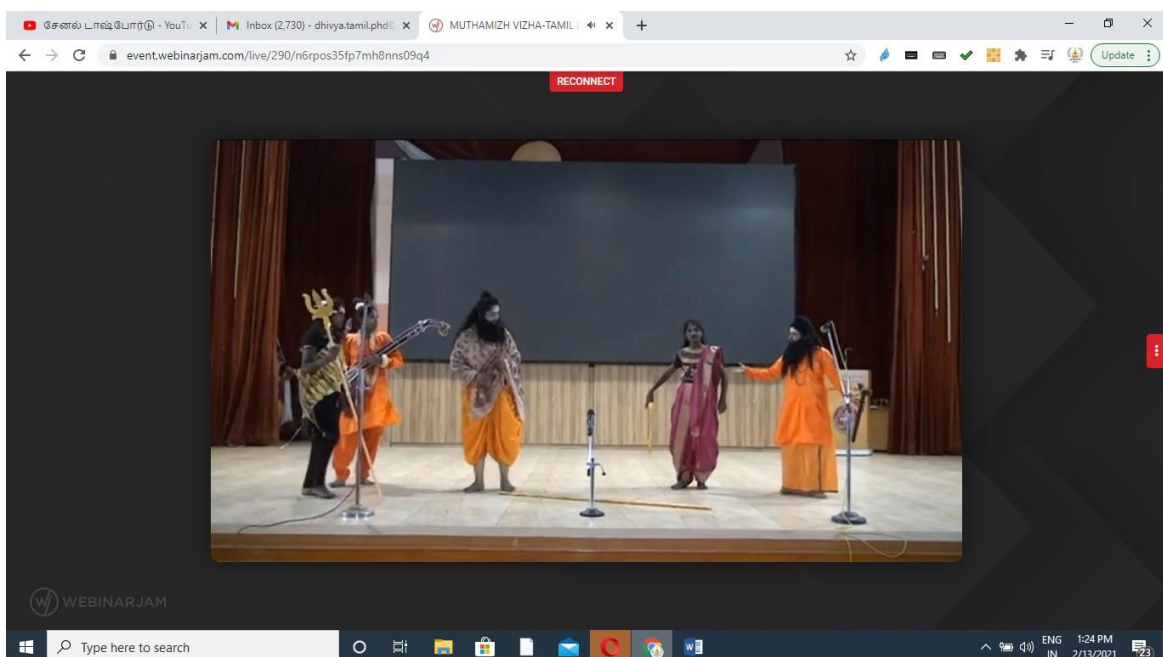 சேனல் டாஷ்போர்டு - YouTu
Inbox (2,730) - dhivya.tamil.phd@
MUTHAMIZH VIZHA-TAMIL D
event.webinarjam.com/live/290/n6rpos35fp7mh8nns09q4
Update
RECONNECT
WEBINARJAM
Type here to search
ENG
IN
1:24 PM
2/13/2021
23